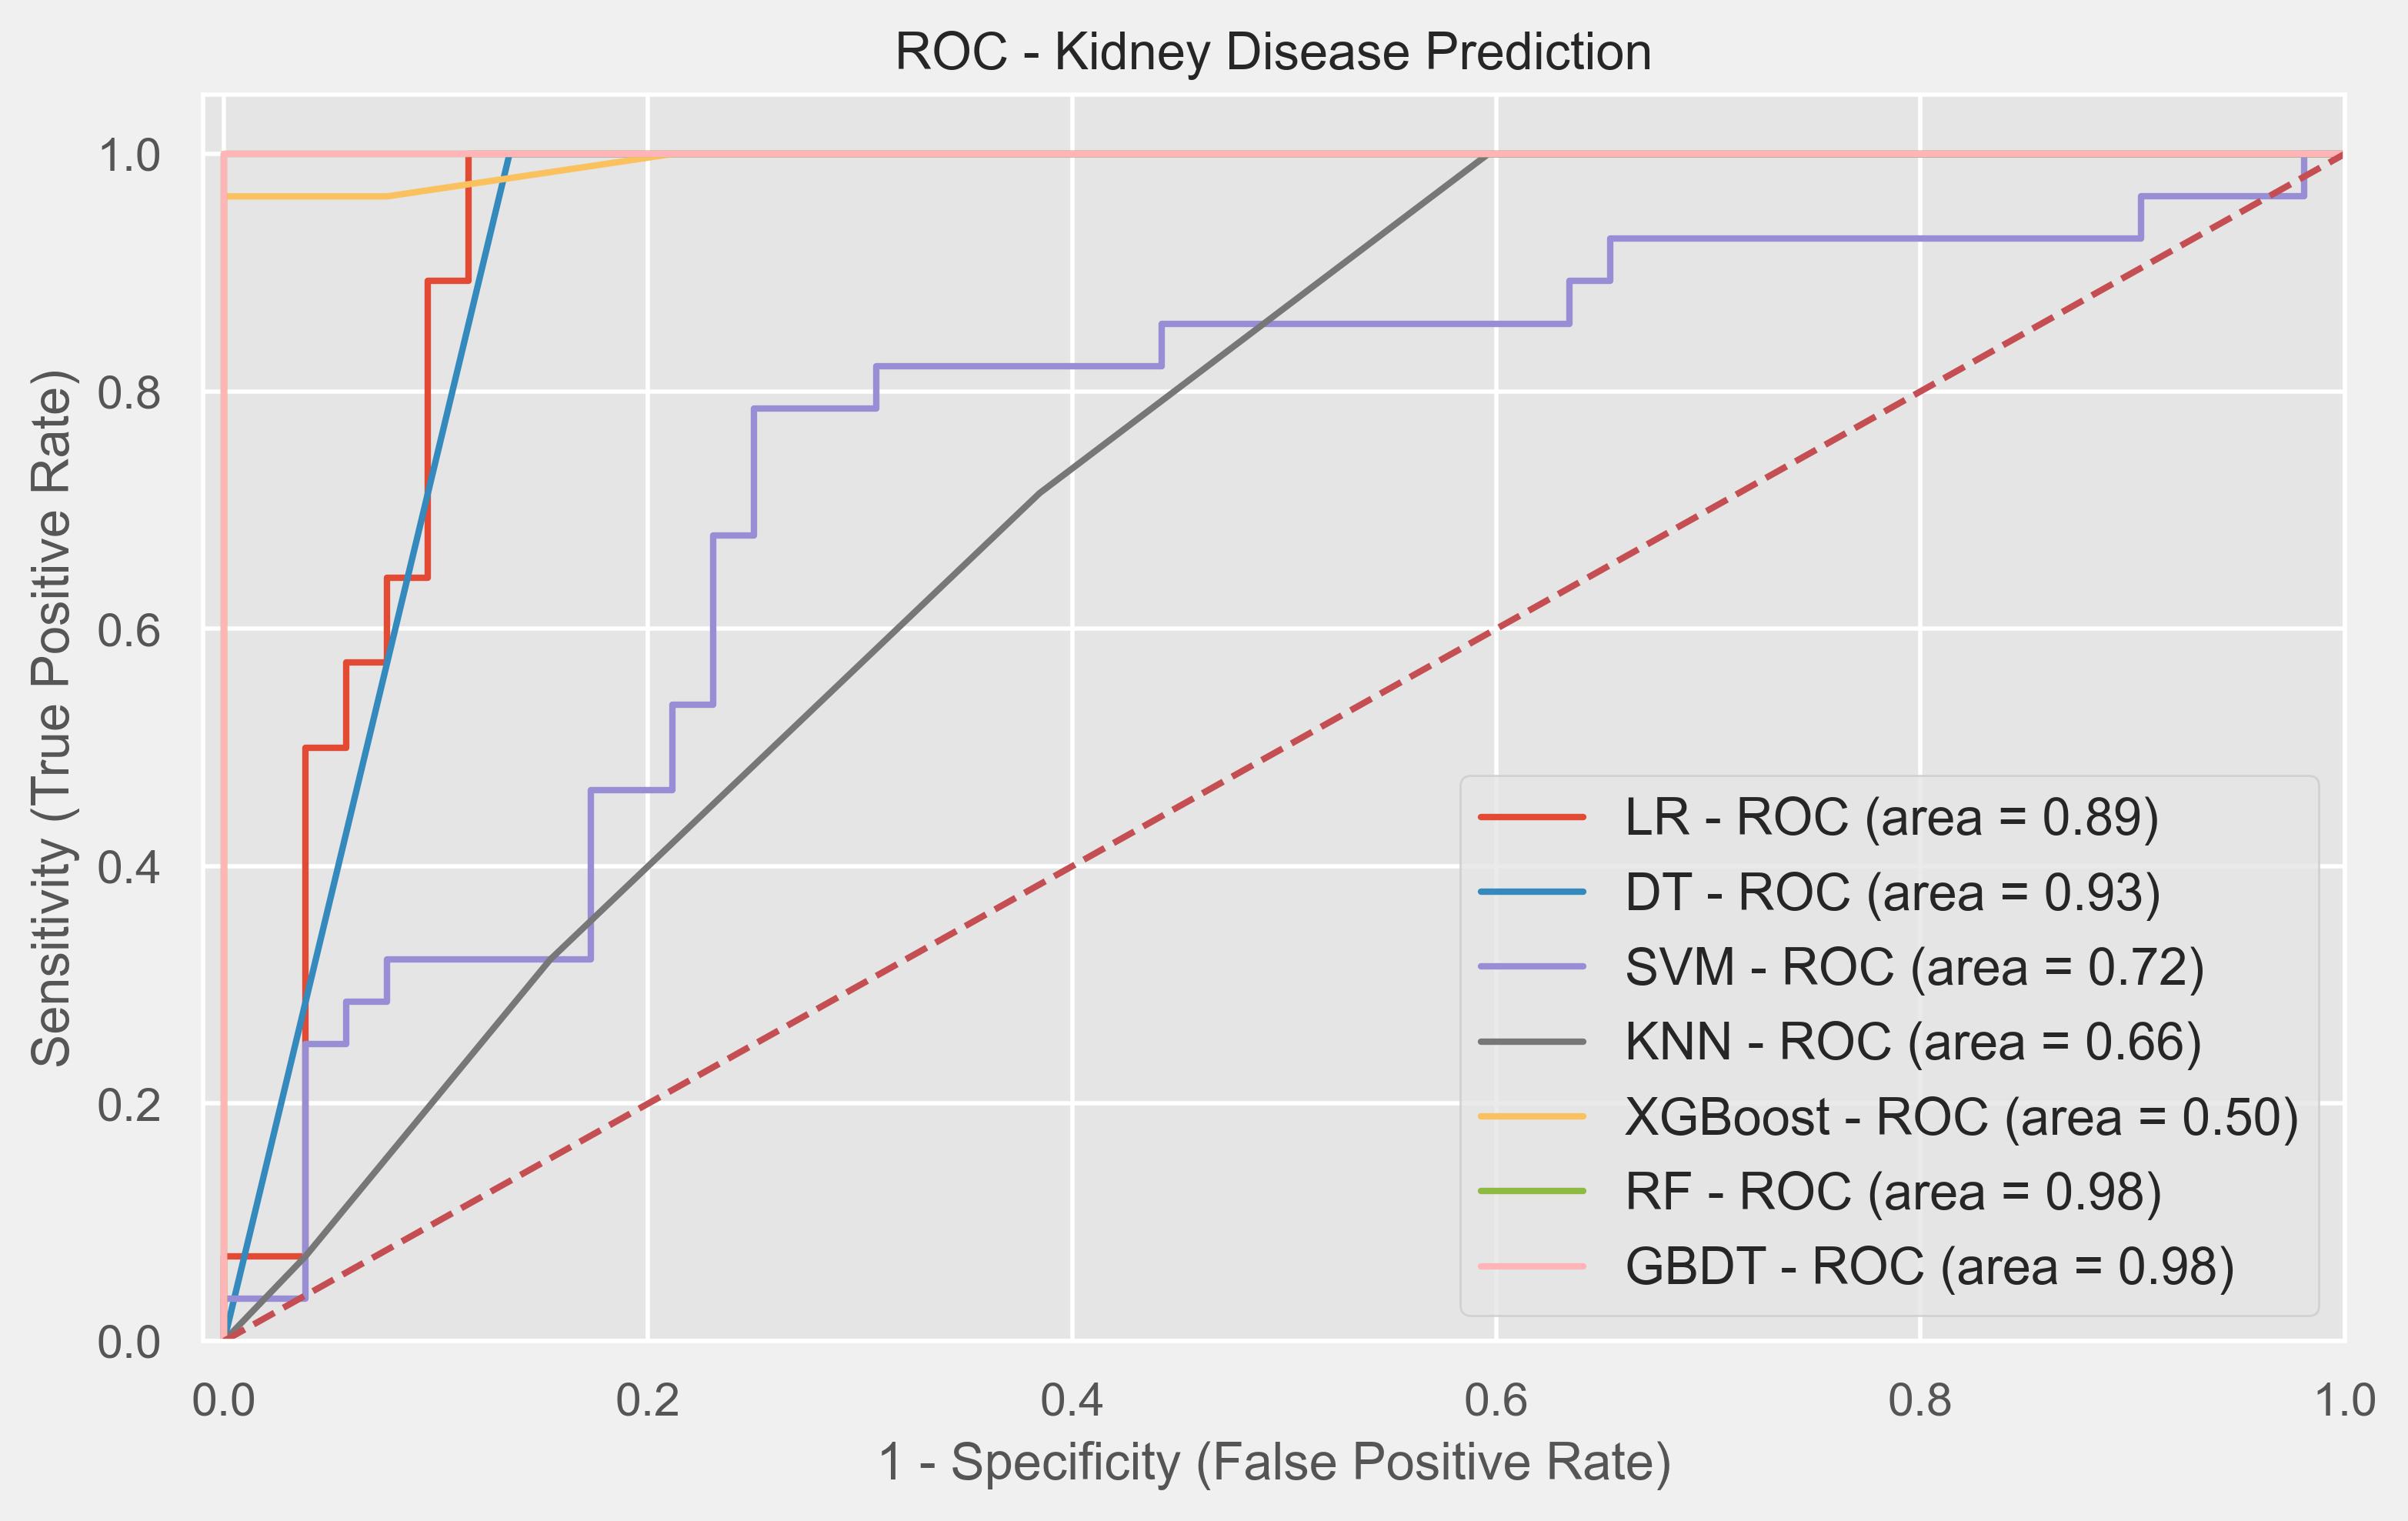 ROC - Kidney Disease Prediction
Sensitivity (True Positive Rate)
1.0
0.8
0.6
0.4
0.2
0.0
LR - ROC (area = 0.89)
DT - ROC (area = 0.93)
SVM - ROC (area = 0.72)
KNN - ROC (area = 0.66)
XGBoost - ROC (area = 0.50)
RF - ROC (area = 0.98)
GBDT - ROC (area = 0.98)
0.0 0.2 0.4 0.6 0.8 1.0
1 - Specificity (False Positive Rate)